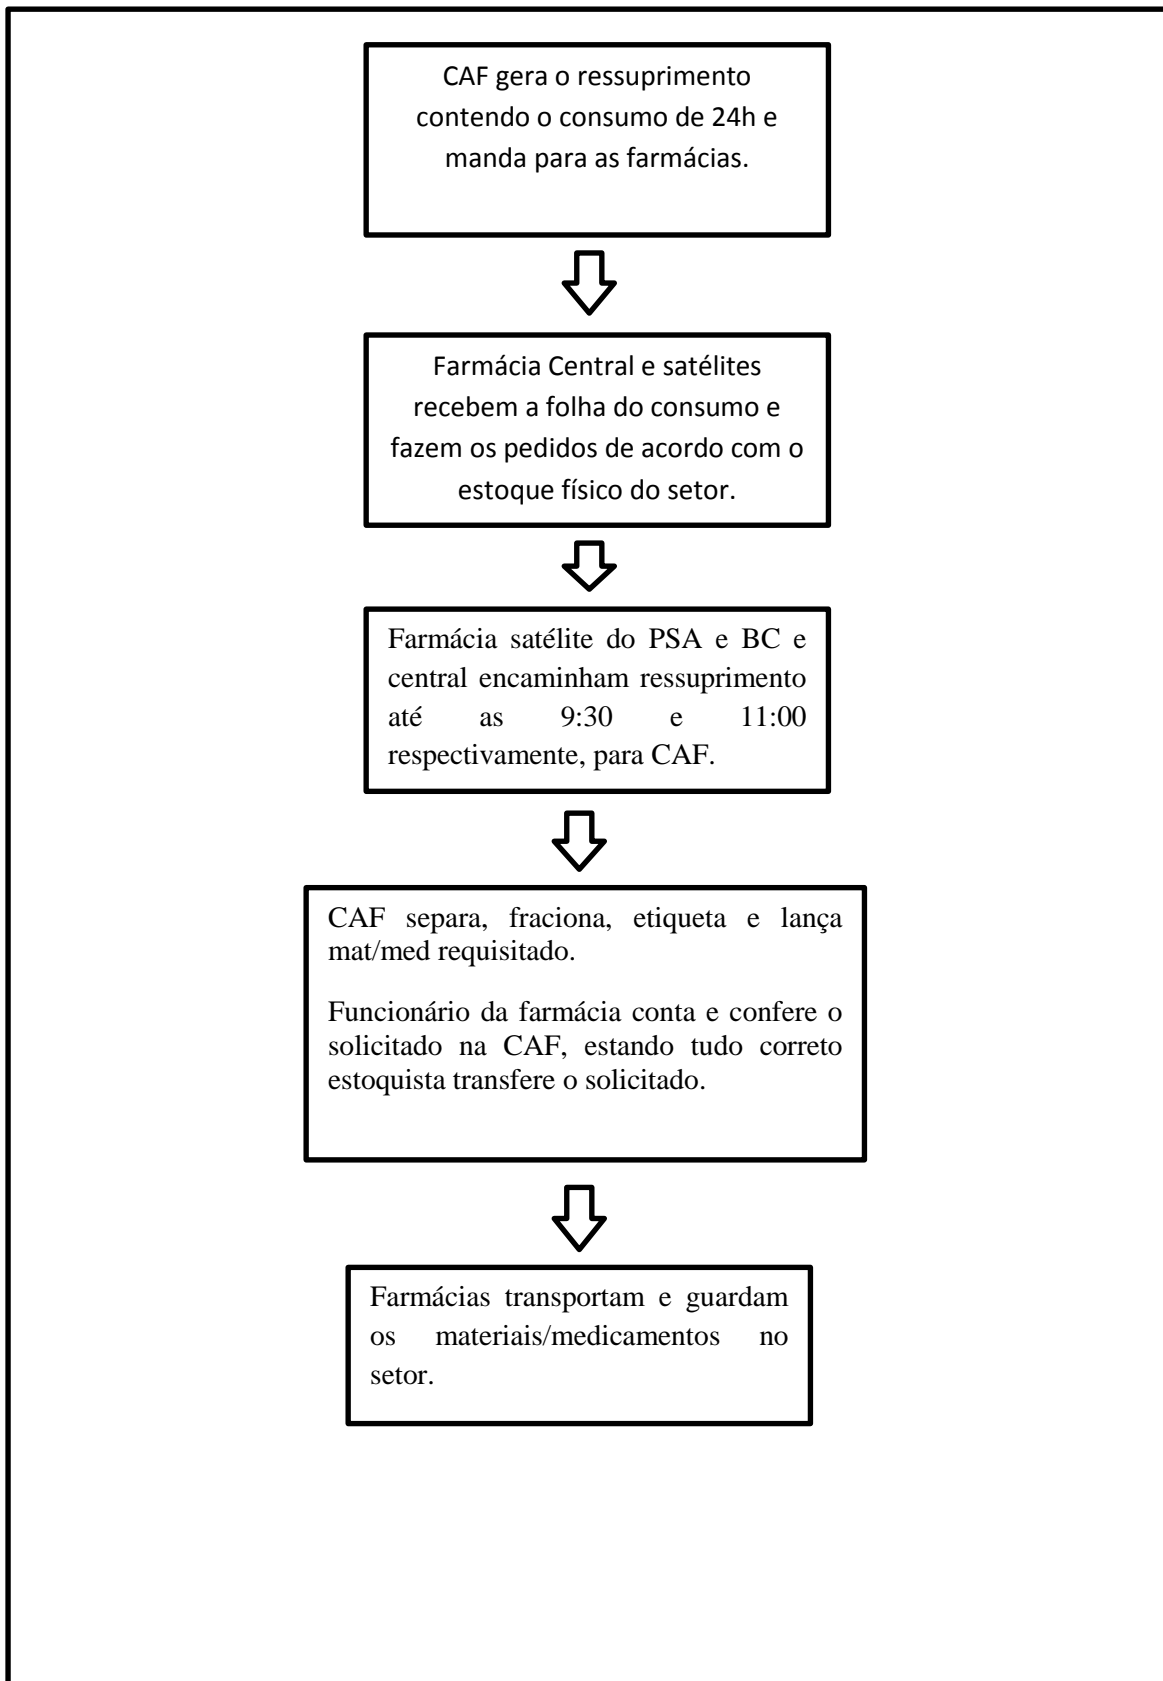 CAF gera o ressuprimento
contendo o consumo de 24h e
manda para as farmácias.
Farmácia Central e satélites
recebem a folha do consumo e
fazem os pedidos de acordo com o
estoque físico do setor.
Farmácia satélite do PSA e BC e
central encaminham ressuprimento
até as 9:30 e 11:00
respectivamente, para CAF.
CAF separa, fraciona, etiqueta e lança
mat/med requisitado.
Funcionário da farmácia conta e confere o
solicitado na CAF, estando tudo correto
estoquista transfere o solicitado.
Farmácias transportam e guardam
os materiais/medicamentos no
setor.